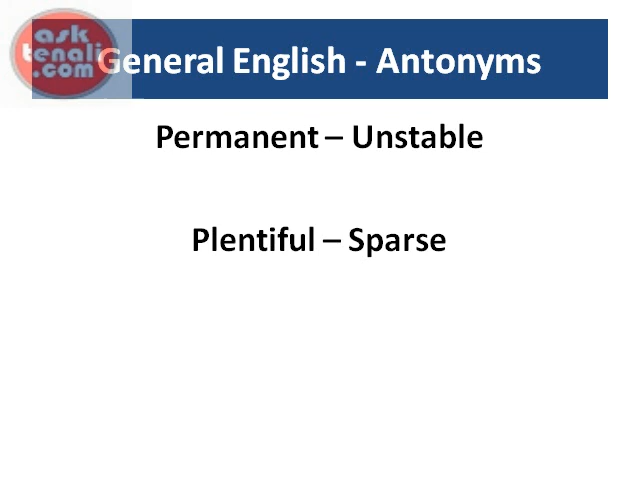 ask
tenali
.com
General English - Antonyms
Permanent – Unstable
Plentiful – Sparse